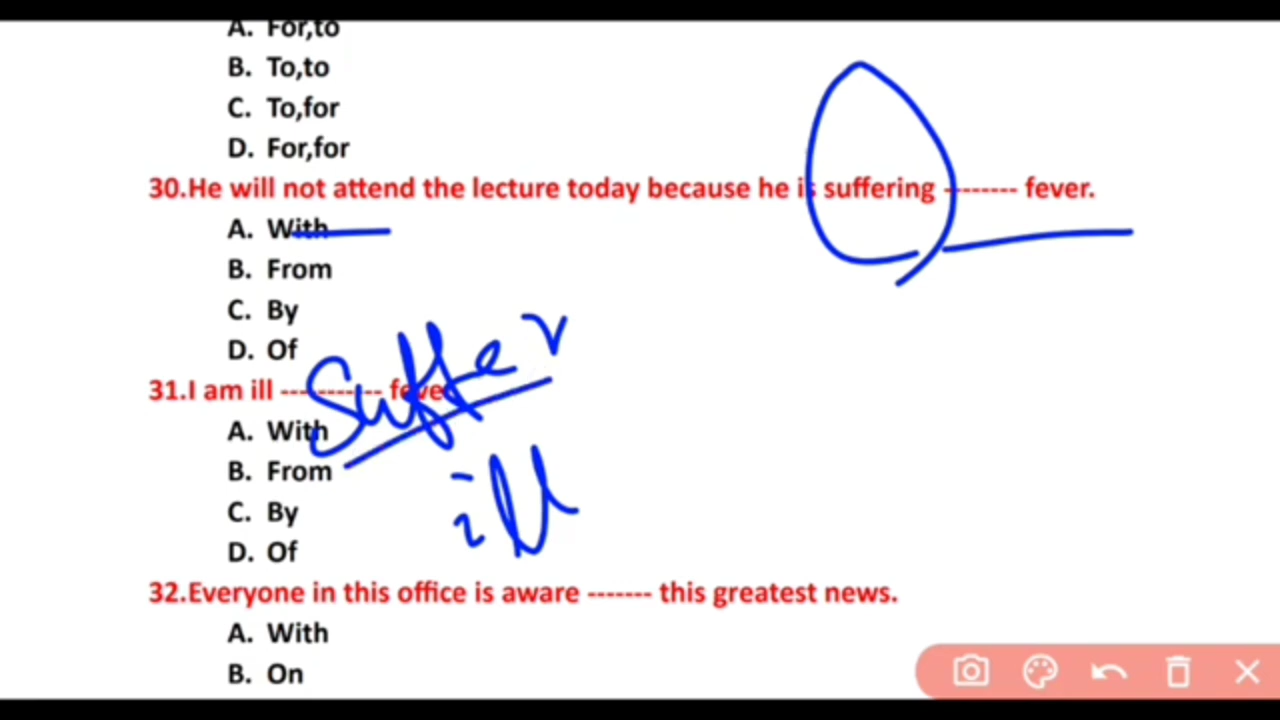 A. For,to
B. To,to
C. To,for
D. For,for
30.He will not attend the lecture today because he is suffering -------- fever.
A. With
B. From
C. By
D. Of
31.I am ill ----------- fever
Suffer
A. With
B. From
ill
C. By
D. Of
32.Everyone in this office is aware ------- this greatest news.
A. With
B. On